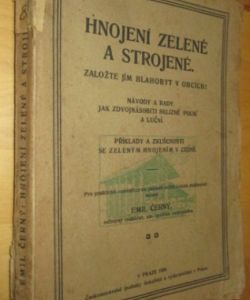 HNOJENÍ ZELENÉ
A STROJENÉ.
ZALOŽTE JÍM BLAHOBYT V OBCÍCH!
NÁVODY A RADY
JAK ZDVOJNÁSOBITI SKLIZNĚ POLNÍ
A LUČNÍ.
PŘÍKLADY A ZKUŠENOSTI
SE ZELENÝM HNOJENÍM V CIZINĚ.
EMIL ČERNÝ,
V PRAZE
EMIL ČERNÝ, HNOJENÍ ZELENÉ A STROJENÉ